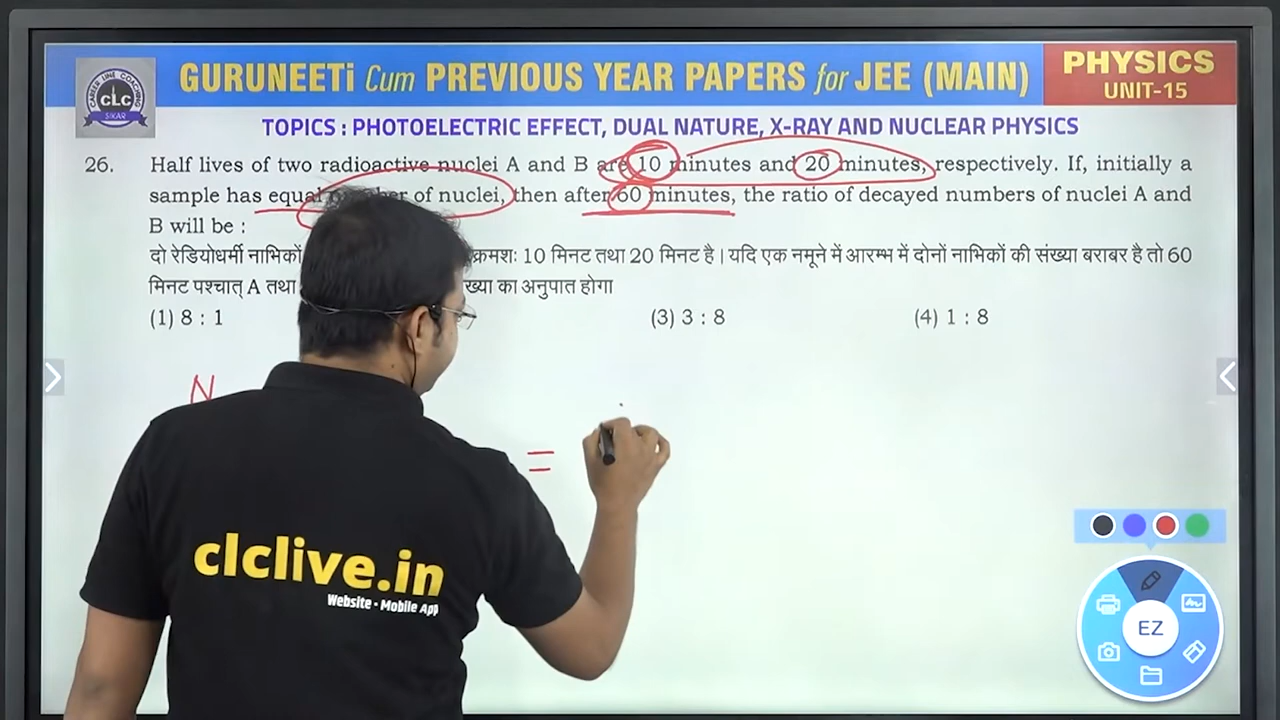 GURUNEETi Cum PREVIOUS YEAR PAPERS for JEE (MAIN)
PHYSICS
UNIT-15
CLC
SIKAR
TOPICS : PHOTOELECTRIC EFFECT, DUAL NATURE, X-RAY AND NUCLEAR PHYSICS
26. Half lives of two radioactive nuclei A and B are 10 minutes and 20 minutes, respectively. If, initially a
sample has equal of nuclei, then after 60 minutes, the ratio of decayed numbers of nuclei A and
B will be :
दो रेडियोधर्मी नाभिकों क्रमशः 10 मिनट तथा 20 मिनट है। यदि एक नमूने में आरम्भ में दोनों नाभिकों की संख्या बराबर है तो 60
मिनट पश्चात् A तथा का अनुपात होगा
(1) 8 : 1 (3) 3 : 8 (4) 1 : 8
N
=
clclive.in
Website · Mobile App
EZ